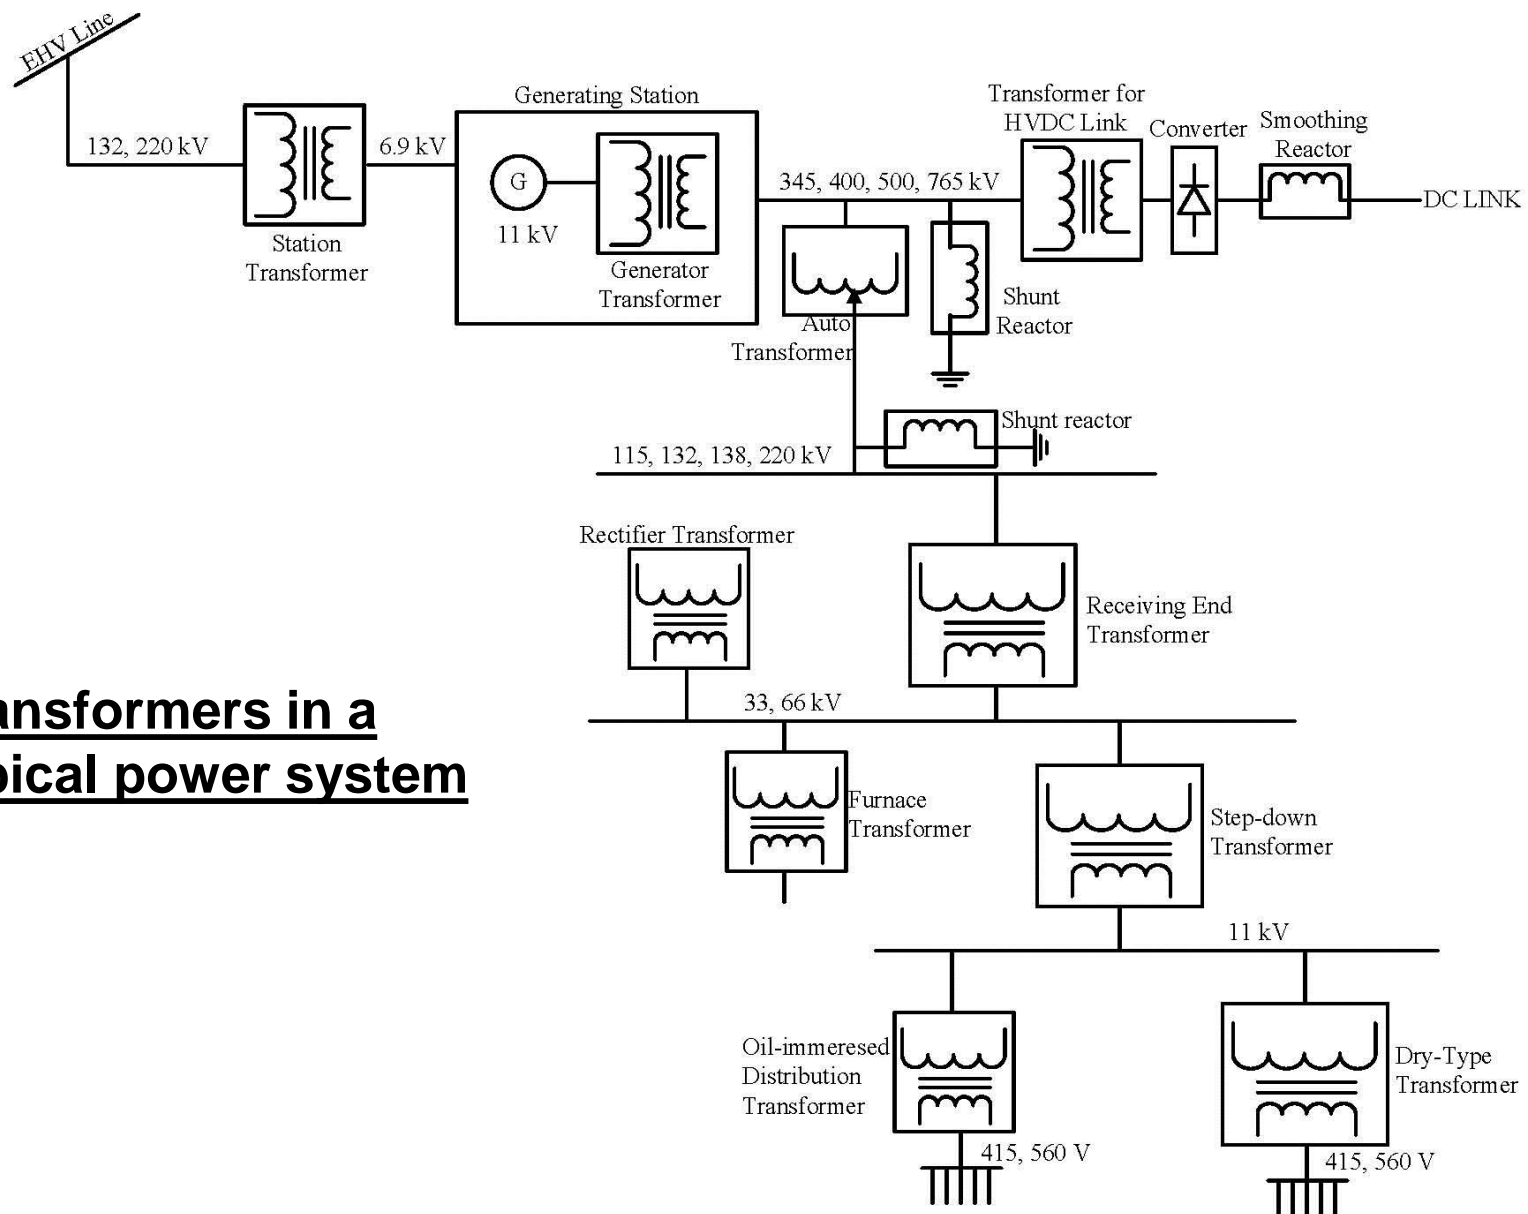 EHV Line
132, 220 kV
Station
Transformer
6.9 kV
Generating Station
G
11 kV
Generator
Transformer
345, 400, 500, 765 kV
Transformer for
HVDC Link
Converter
Smoothing
Reactor
DC LINK
Auto
Transformer
Shunt
Reactor
Shunt reactor
115, 132, 138, 220 kV
Rectifier Transformer
Receiving End
Transformer
33, 66 kV
ansformers in a
pical power system
Furnace
Transformer
Step-down
Transformer
11 kV
Oil-immeresed
Distribution
Transformer
415, 560 V
Dry-Type
Transformer
415, 560 V